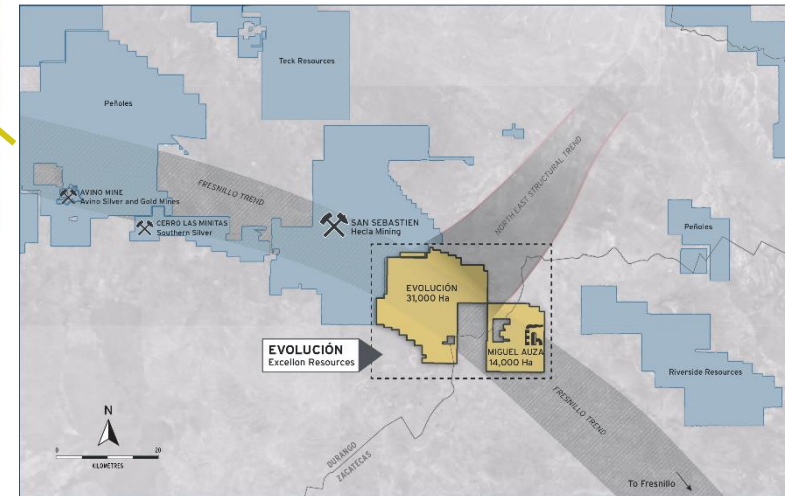 Teck Resources
Peñoles
FRESNILLO TREND
AVINO MINE
Avino Silver and Gold Mines
CERRO LAS MINITAS
Southern Silver
SAN SEBASTIEN
Hecla Mining
NORTH EAST STRUCTURAL TREND
Peñoles
EVOLUCIÓN
31,000 Ha
EVOLUCIÓN
Excellon Resources
MIGUEL AUZA
14,000 Ha
Riverside Resources
FRESNILLO TREND
N
0 20
KILOMETRES
DURANGO
ZACATECAS
To Fresnillo